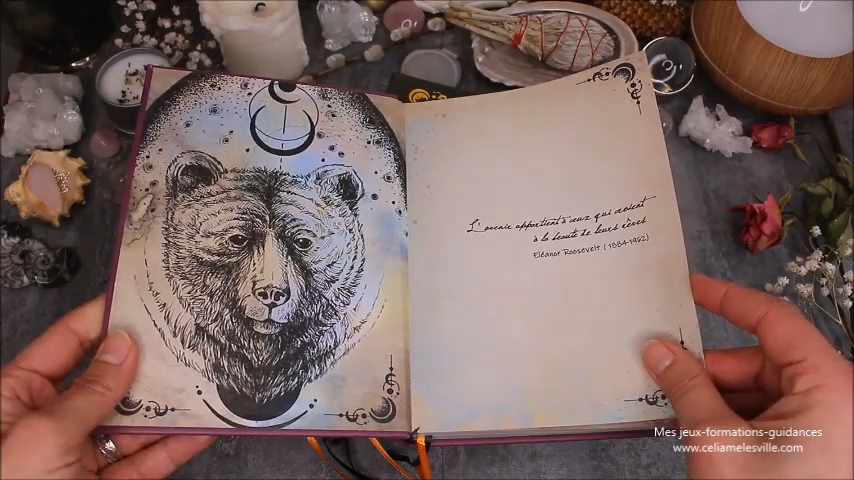 L'avenir appartient à ceux qui croient
à la beauté de leurs rêves
Eleanor Roosevelt (1884-1962)
Mes jeux-formations-guidances
www.celiamelesville.com